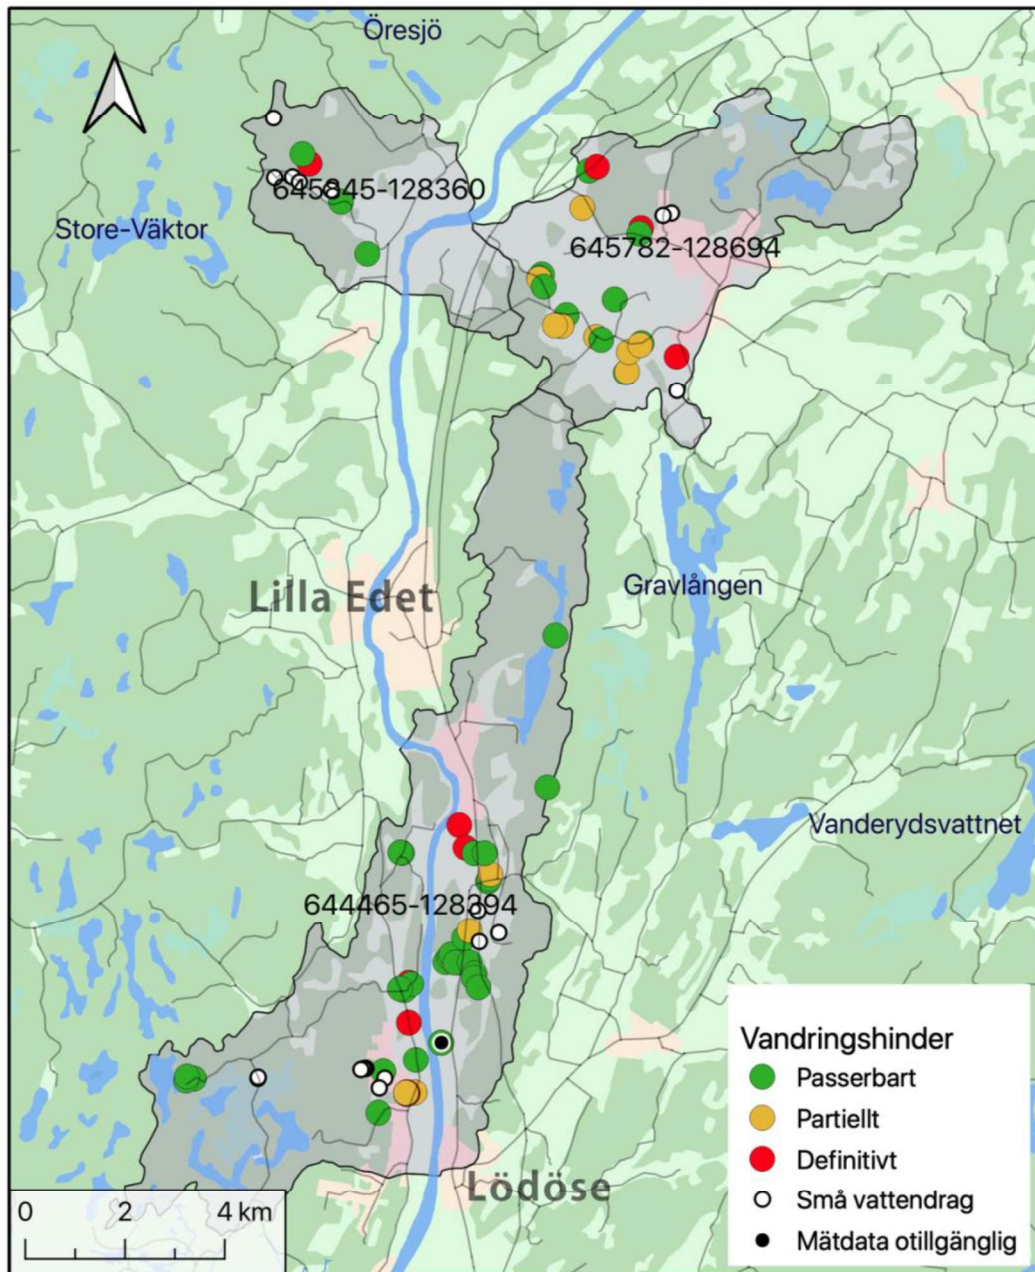 Öresjö
645845-128360
Store-Väktor
645782-128694
Lilla Edet
Gravlången
Vanderydsvattnet
644465-128394
Lödöse
Vandringshinder
Passerbart
Partiellt
Definitivt
Små vattendrag
Mätdata otillgänglig
0 2 4 km